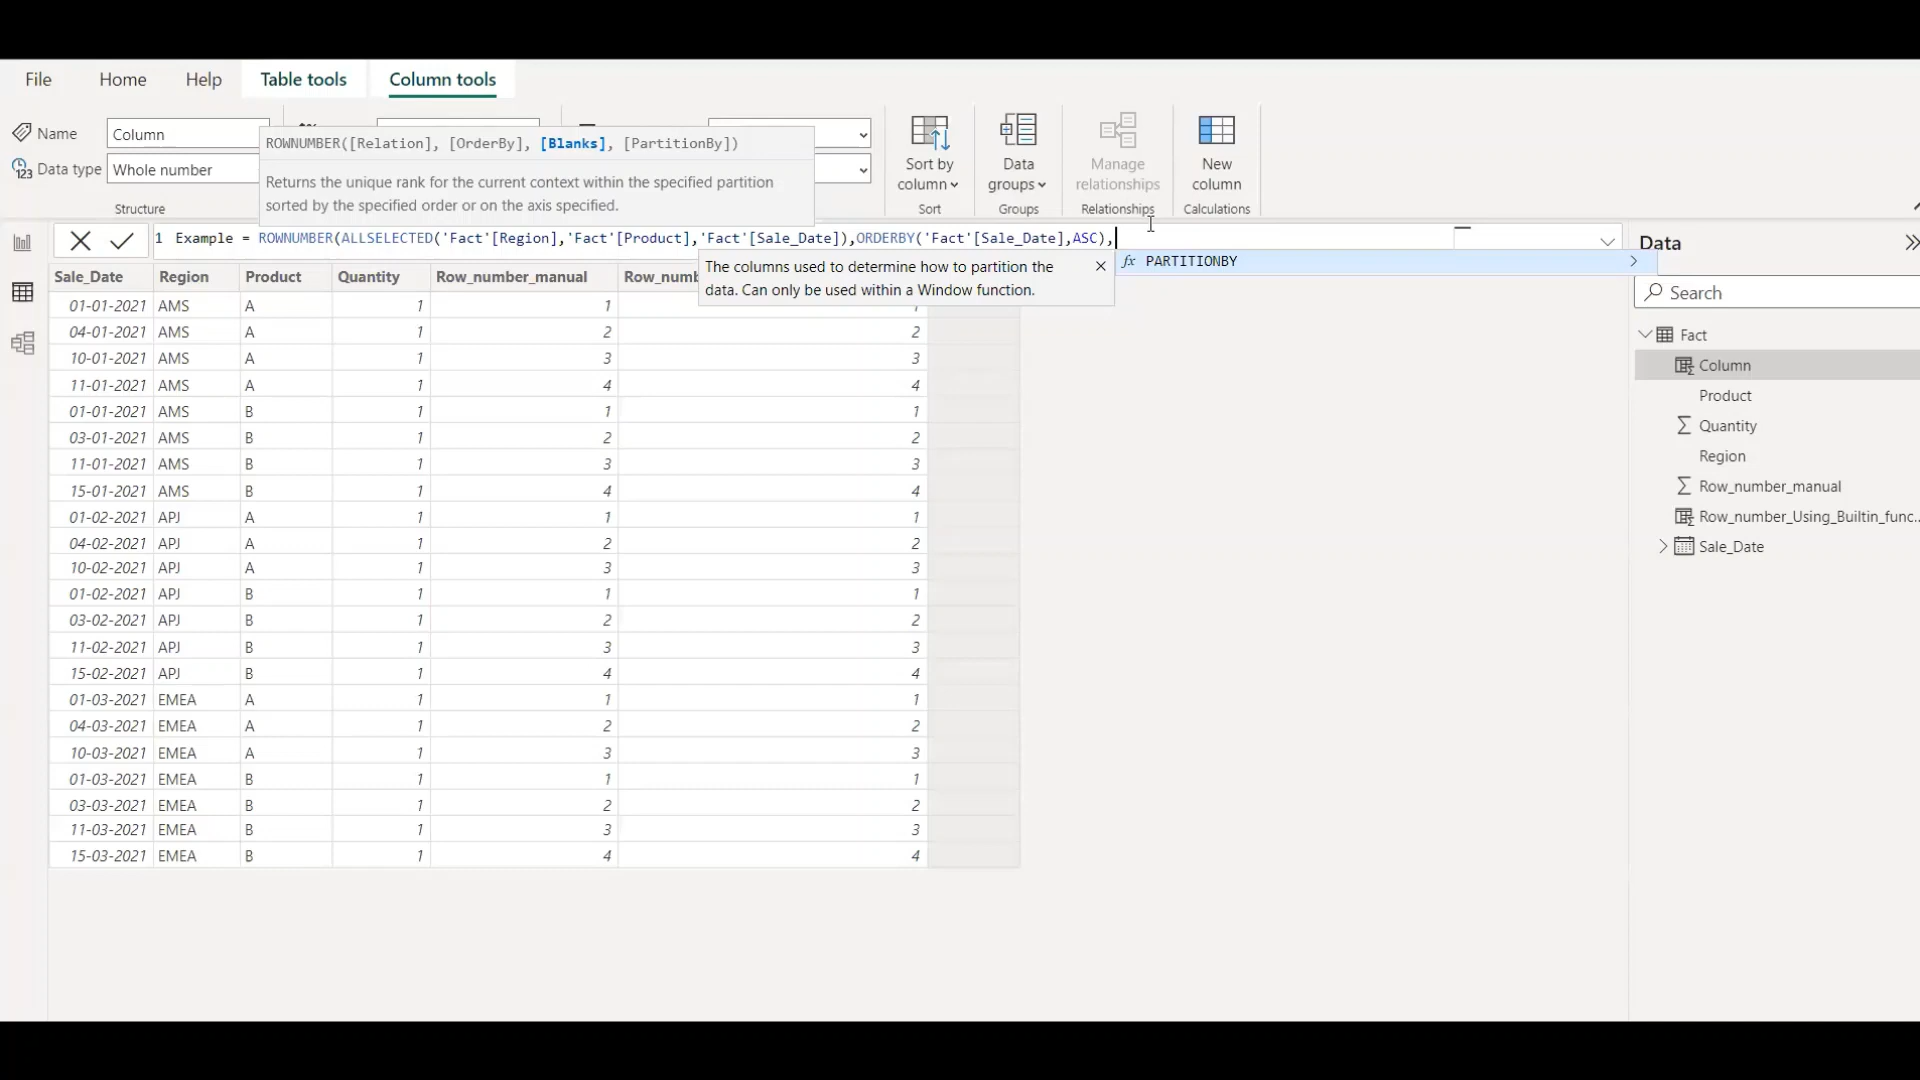 File Home Help Table tools Column tools
Name Column
Data type Whole number
ROWNUMBER([Relation], [OrderBy], [Blanks], [PartitionBy])
Returns the unique rank for the current context within the specified partition
sorted by the specified order or on the axis specified.
Structure
Sort by
column
Sort
Data
groups
Groups
Manage
relationships
Relationships
New
column
Calculations
1 Example = ROWNUMBER(ALLSELECTED('Fact'[Region],'Fact'[Product],'Fact'[Sale_Date]),ORDERBY('Fact'[Sale_Date],ASC),
The columns used to determine how to partition the
data. Can only be used within a Window function.
fx PARTITIONBY
Sale_Date Region Product Quantity Row_number_manual Row_numb
01-01-2021 AMS A 1 1 1
04-01-2021 AMS A 1 2 2
10-01-2021 AMS A 1 3 3
11-01-2021 AMS A 1 4 4
01-01-2021 AMS B 1 1 1
03-01-2021 AMS B 1 2 2
11-01-2021 AMS B 1 3 3
15-01-2021 AMS B 1 4 4
01-02-2021 APJ A 1 1 1
04-02-2021 APJ A 1 2 2
10-02-2021 APJ A 1 3 3
01-02-2021 APJ B 1 1 1
03-02-2021 APJ B 1 2 2
11-02-2021 APJ B 1 3 3
15-02-2021 APJ B 1 4 4
01-03-2021 EMEA A 1 1 1
04-03-2021 EMEA A 1 2 2
10-03-2021 EMEA A 1 3 3
01-03-2021 EMEA B 1 1 1
03-03-2021 EMEA B 1 2 2
11-03-2021 EMEA B 1 3 3
15-03-2021 EMEA B 1 4 4
Data
Search
Fact
Column
Product
Quantity
Region
Row_number_manual
Row_number_Using_Builtin_func...
Sale_Date